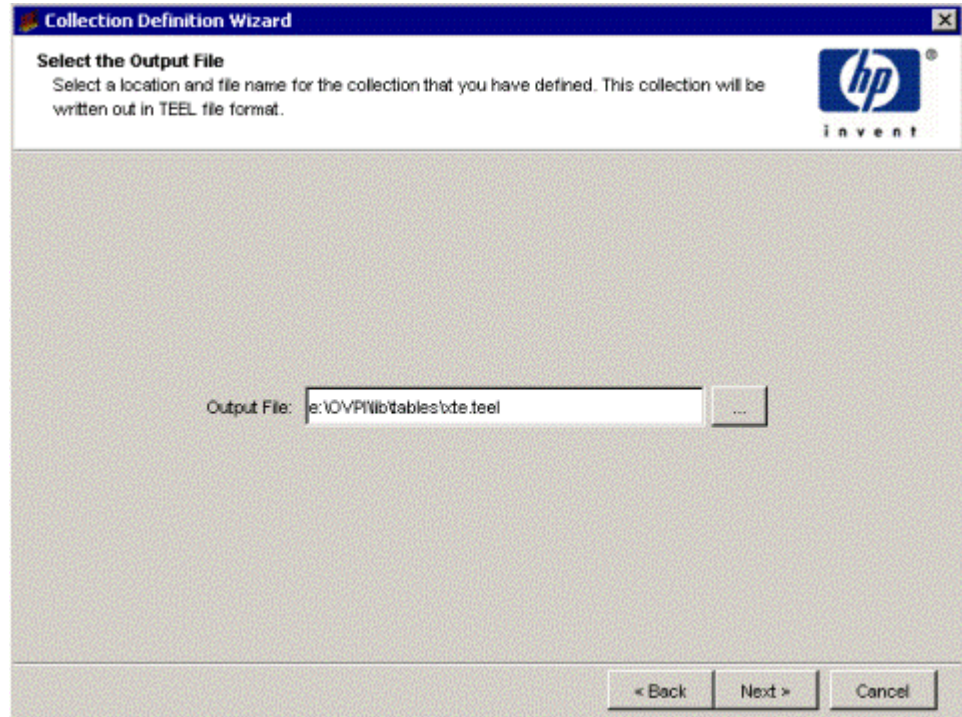 Collection Definition Wizard
Select the Output File
Select a location and file name for the collection that you have defined. This collection will be
written out in TEEL file format.
hp
®
invent
Output File: e:\OVPI\lib\tables\xte.teel ...
< Back Next > Cancel